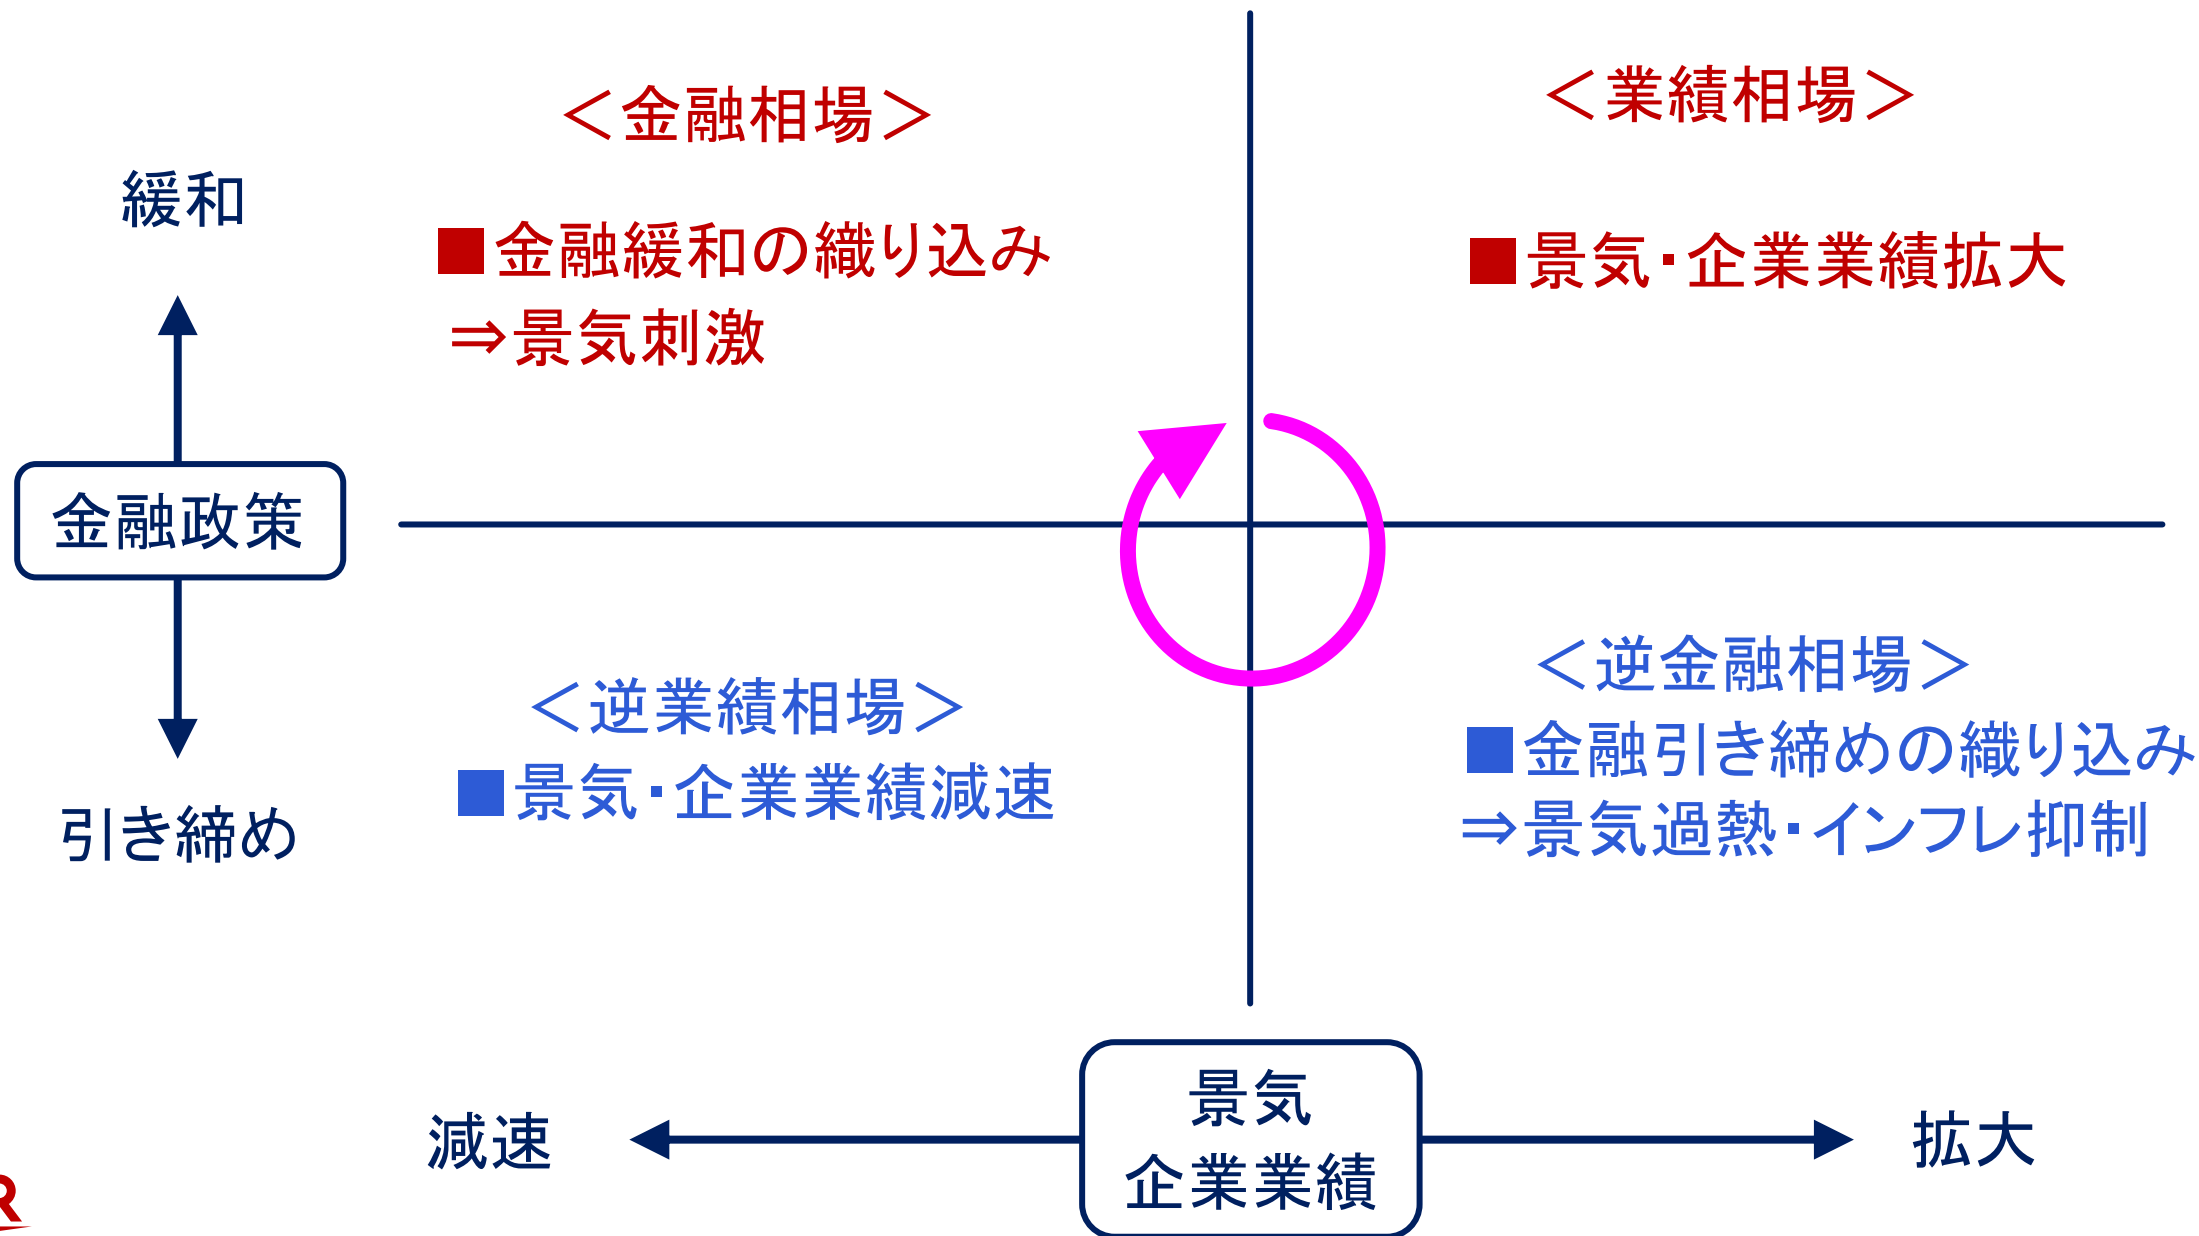 ＜金融相場＞
■金融緩和の織り込み
⇒景気刺激
＜業績相場＞
■景気・企業業績拡大
緩和
金融政策
引き締め
＜逆業績相場＞
■景気・企業業績減速
＜逆金融相場＞
■金融引き締めの織り込み
⇒景気過熱・インフレ抑制
減速
景気
企業業績
拡大
R